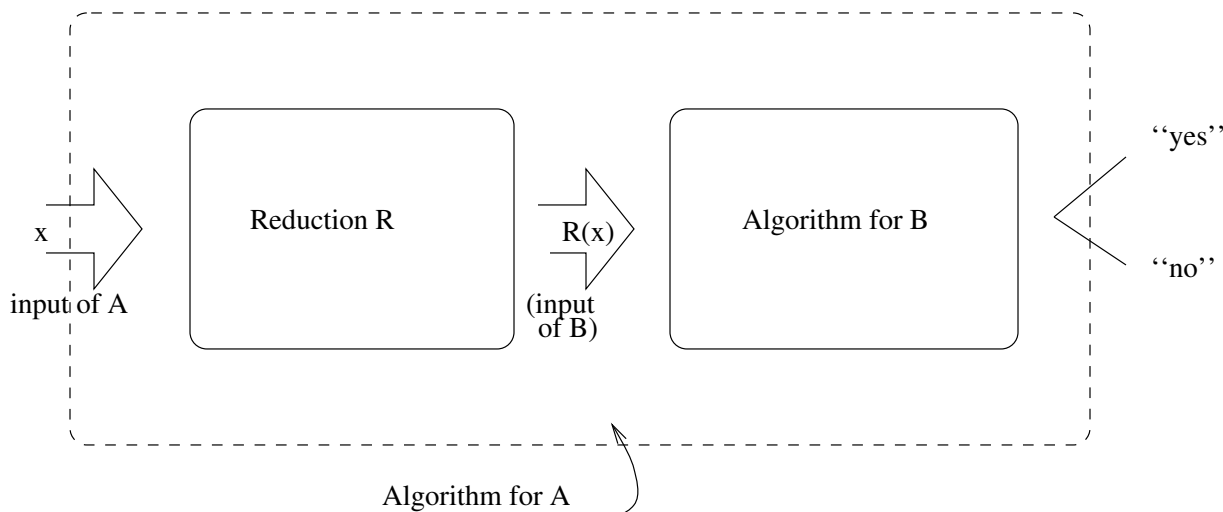 ‘‘yes’’
Reduction R
Algorithm for B
x
R(x)
‘‘no’’
input of A
(input
of B)
Algorithm for A